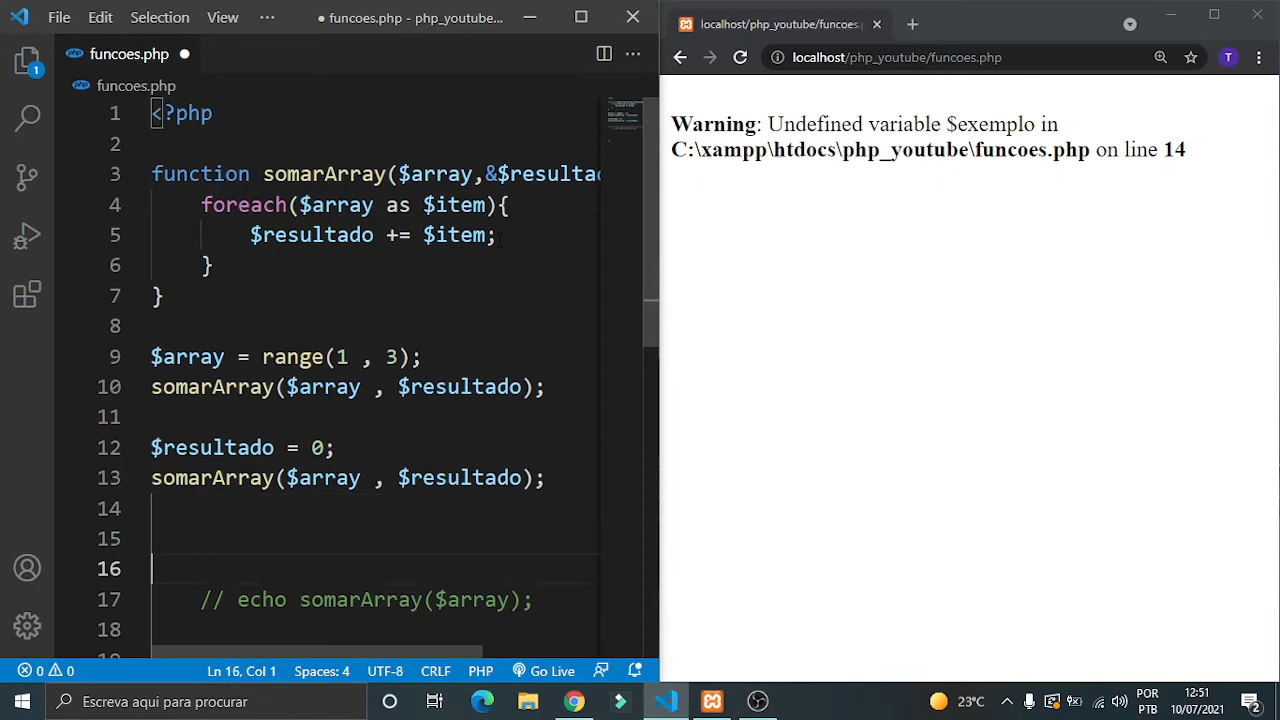 File Edit Selection View ··· ● funcoes.php - php_youtube...
1
funcoes.php ●
funcoes.php
1 <?php
2
3 function somarArray($array,&$resultad
4 foreach($array as $item){
5 $resultado += $item;
6 }
7 }
8
9 $array = range(1 , 3);
10 somarArray($array , $resultado);
11
12 $resultado = 0;
13 somarArray($array , $resultado);
14
15
16
17 // echo somarArray($array);
18
0 0 Ln 16, Col 1 Spaces: 4 UTF-8 CRLF PHP Go Live
localhost/php_youtube/funcoes.p
localhost/php_youtube/funcoes.php
T
Warning: Undefined variable $exemplo in
C:\xampp\htdocs\php_youtube\funcoes.php on line 14
Escreva aqui para procurar
23°C
POR
PTB
12:51
10/07/2021
2